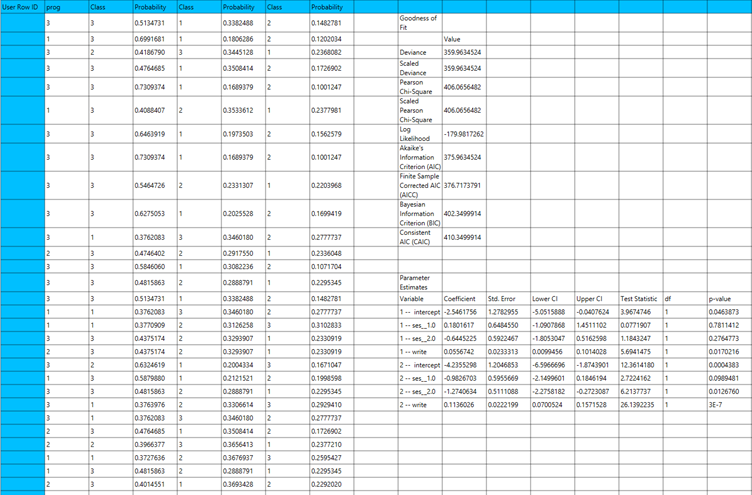 User Row ID prog Class Probability Class Probability Class Probability
3 3 0.5134731 1 0.3382488 2 0.1482781 Goodness of Fit
1 3 0.6991681 1 0.1806286 2 0.1202034 Value
3 2 0.4186790 3 0.3445128 1 0.2368082 Deviance 359.9634524
3 3 0.4764685 1 0.3508414 2 0.1726902 Scaled Deviance 359.9634524
3 3 0.7309374 1 0.1689379 2 0.1001247 Pearson Chi-Square 406.0656482
1 3 0.4088407 2 0.3533612 1 0.2377981 Scaled Pearson Chi-Square 406.0656482
3 3 0.6463919 1 0.1973503 2 0.1562579 Log Likelihood -179.9817262
3 3 0.7309374 1 0.1689379 2 0.1001247 Akaike's Information Criterion (AIC) 375.9634524
3 3 0.5464726 2 0.2331307 1 0.2203968 Finite Sample Corrected AIC (AICC) 376.7173791
3 3 0.6275053 1 0.2025528 2 0.1699419 Bayesian Information Criterion (BIC) 402.3499914
3 1 0.3762083 3 0.3460180 2 0.2777737 Consistent AIC (CAIC) 410.3499914
2 3 0.4746402 2 0.2917550 1 0.2336048
3 3 0.5846060 1 0.3082236 2 0.1071704
3 3 0.4815863 2 0.2888791 1 0.2295345 Parameter Estimates
3 3 0.5134731 1 0.3382488 2 0.1482781 Variable Coefficient Std. Error Lower CI Upper CI Test Statistic df p-value
1 1 0.3762083 3 0.3460180 2 0.2777737 1 -- intercept -2.5461756 1.2782955 -5.0515888 -0.0407624 3.9674746 1 0.0463873
1 1 0.3770909 2 0.3126258 3 0.3102833 1 -- ses_1.0 0.1801617 0.6484550 -1.0907868 1.4511102 0.0771907 1 0.7811412
3 3 0.4375174 2 0.3293907 1 0.2330919 1 -- ses_2.0 -0.6445225 0.5922467 -1.8053047 0.5162598 1.1843247 1 0.2764773
2 3 0.4375174 2 0.3293907 1 0.2330919 1 -- write 0.0556742 0.0233313 0.0099456 0.1014028 5.6941475 1 0.0170216
3 2 0.6324619 1 0.2004334 3 0.1671047 2 -- intercept -4.2355298 1.2046853 -6.5966696 -1.8743901 12.3614180 1 0.0004383
1 3 0.5879880 1 0.2121521 2 0.1998598 2 -- ses_1.0 -0.9826703 0.5955669 -2.1499601 0.1846194 2.7224162 1 0.0989481
3 3 0.4815863 2 0.2888791 1 0.2295345 2 -- ses_2.0 -1.2740634 0.5111088 -2.2758182 -0.2723087 6.2137737 1 0.0126760
3 1 0.3763976 2 0.3306614 3 0.2929410 2 -- write 0.1136026 0.0222199 0.0700524 0.1571528 26.1392235 1 3E-7
3 1 0.3762083 3 0.3460180 2 0.2777737
2 3 0.4764685 1 0.3508414 2 0.1726902
2 2 0.3966377 3 0.3656413 1 0.2377210
1 1 0.3727636 2 0.3676937 3 0.2595427
1 3 0.4815863 2 0.2888791 1 0.2295345
2 3 0.4014551 1 0.3693428 2 0.2292020